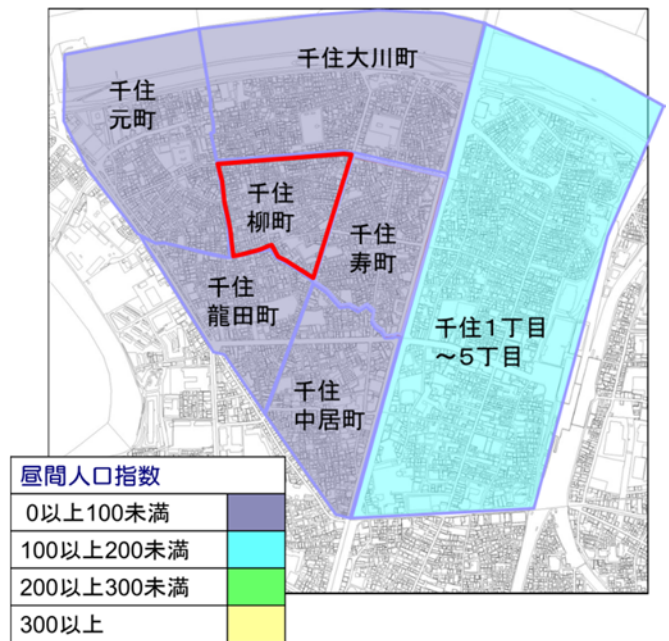 千住大川町
千住
元町
千住
柳町
千住
寿町
千住
龍田町
千住1丁目
～5丁目
千住
中居町
昼間人口指数
0以上100未満
100以上200未満
200以上300未満
300以上